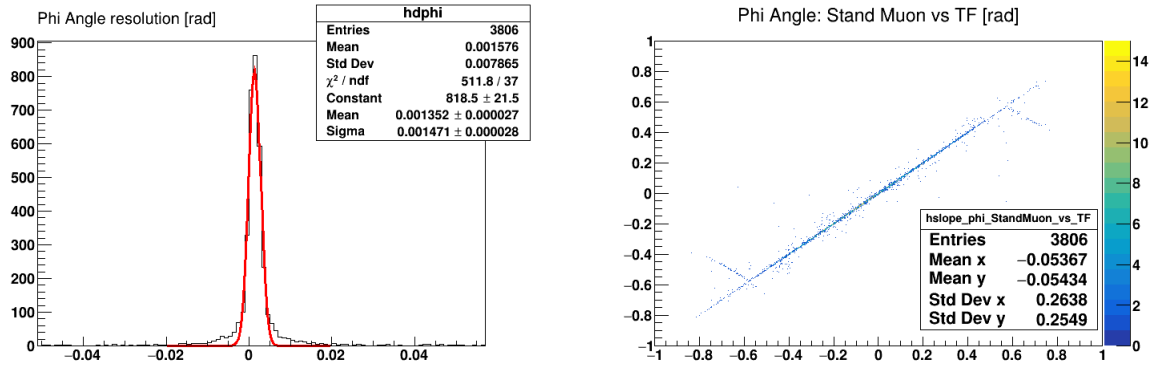 Phi Angle resolution [rad]
hdphi
Entries 3806
Mean 0.001576
Std Dev 0.007865
χ² / ndf 511.8 / 37
Constant 818.5 ± 21.5
Mean 0.001352 ± 0.000027
Sigma 0.001471 ± 0.000028
900
800
700
600
500
400
300
200
100
0
−0.04 −0.02 0 0.02 0.04
Phi Angle: Stand Muon vs TF [rad]
1
0.8
0.6
0.4
0.2
0
−0.2
−0.4
−0.6
−0.8
−1
−1 −0.8 −0.6 −0.4 −0.2 0 0.2 0.4 0.6 0.8 1
hslope_phi_StandMuon_vs_TF
Entries 3806
Mean x −0.05367
Mean y −0.05434
Std Dev x 0.2638
Std Dev y 0.2549
14
12
10
8
6
4
2
0